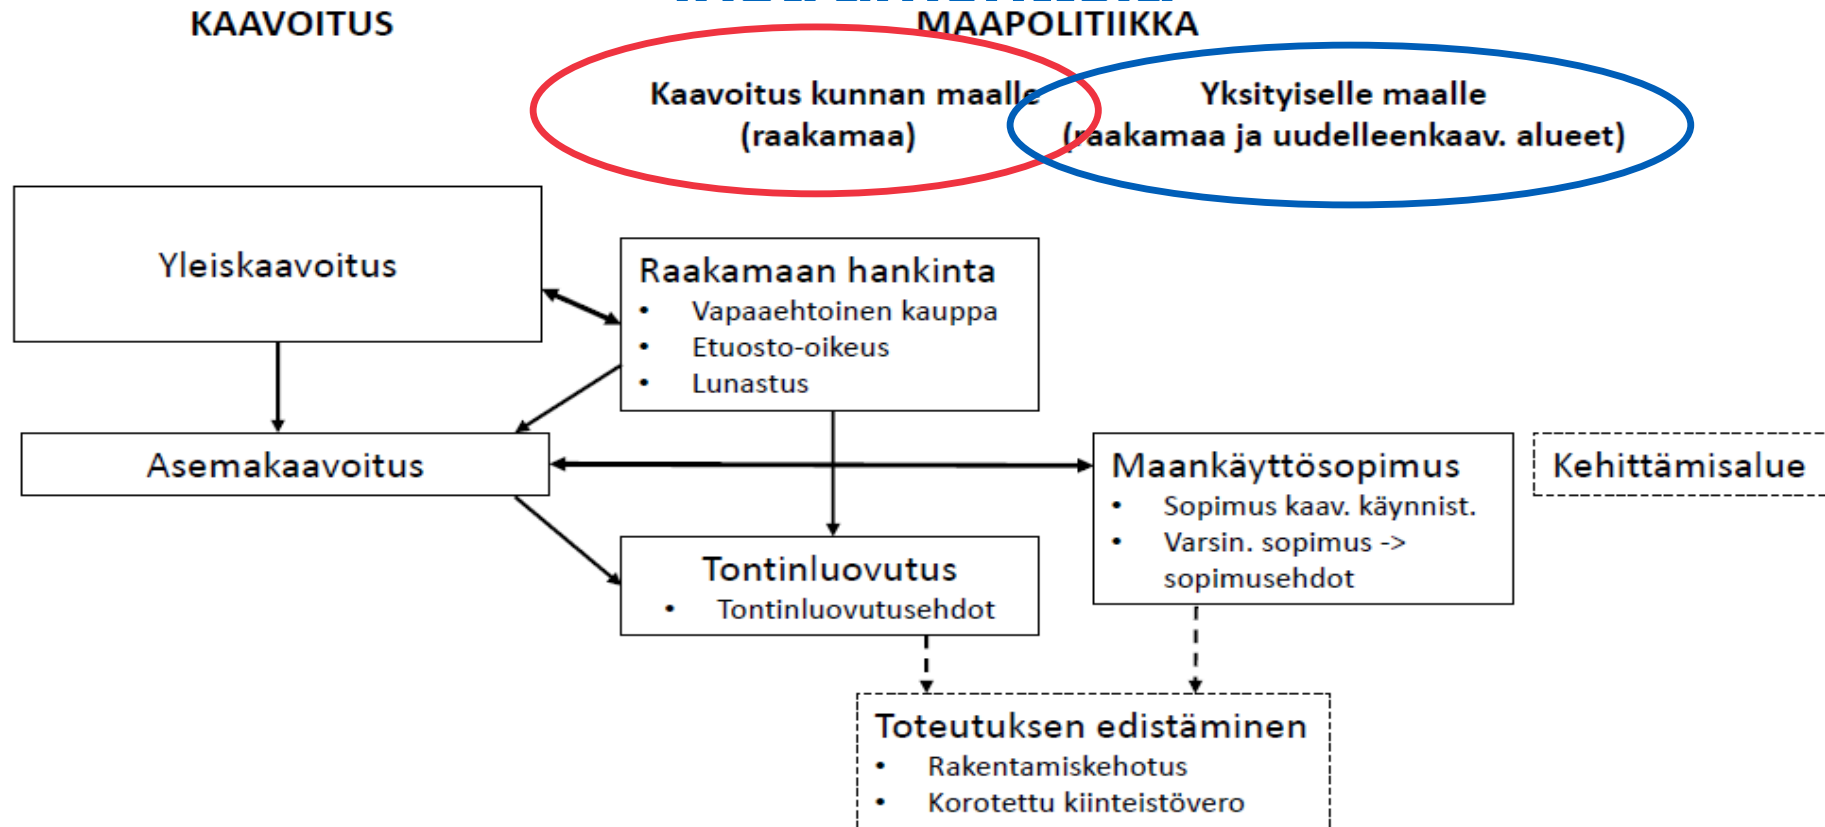 KAAVOITUS
MAAPOLITIIKKA
Kaavoitus kunnan maalle
(raakamaa)
Yksityiselle maalle
(raakamaa ja uudelleenkaav. alueet)
Yleiskaavoitus
Raakamaan hankinta
• Vapaaehtoinen kauppa
• Etuosto-oikeus
• Lunastus
Asemakaavoitus
Maankäyttösopimus
• Sopimus kaav. käynnist.
• Varsin. sopimus ->
sopimusehdot
Kehittämisalue
Tontinluovutus
• Tontinluovutusehdot
Toteutuksen edistäminen
• Rakentamiskehotus
• Korotettu kiinteistövero